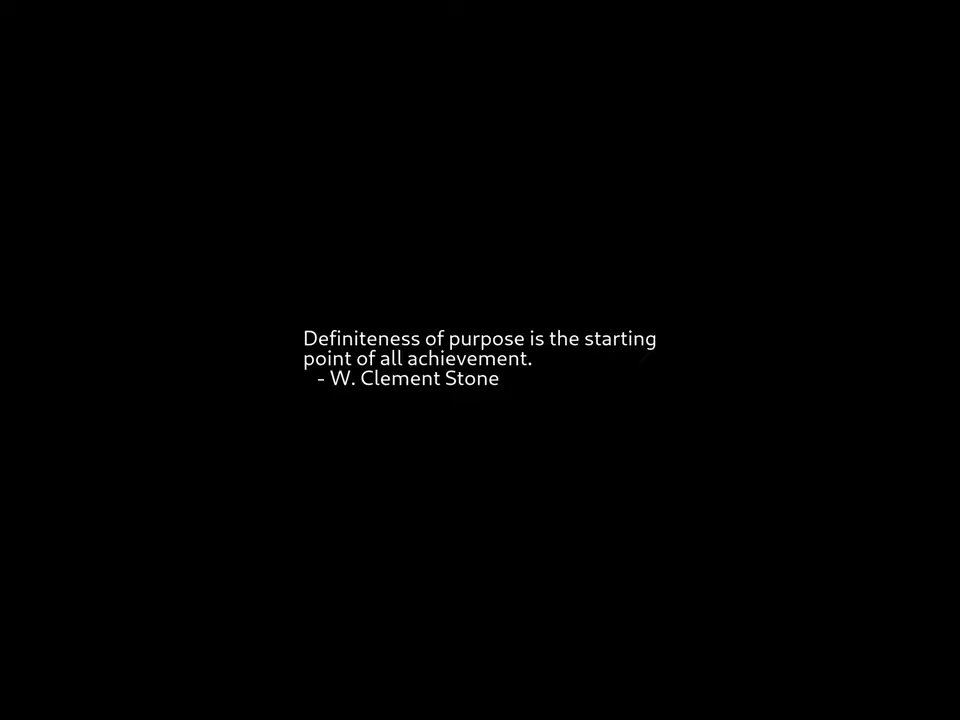 Definiteness of purpose is the starting
point of all achievement.
- W. Clement Stone